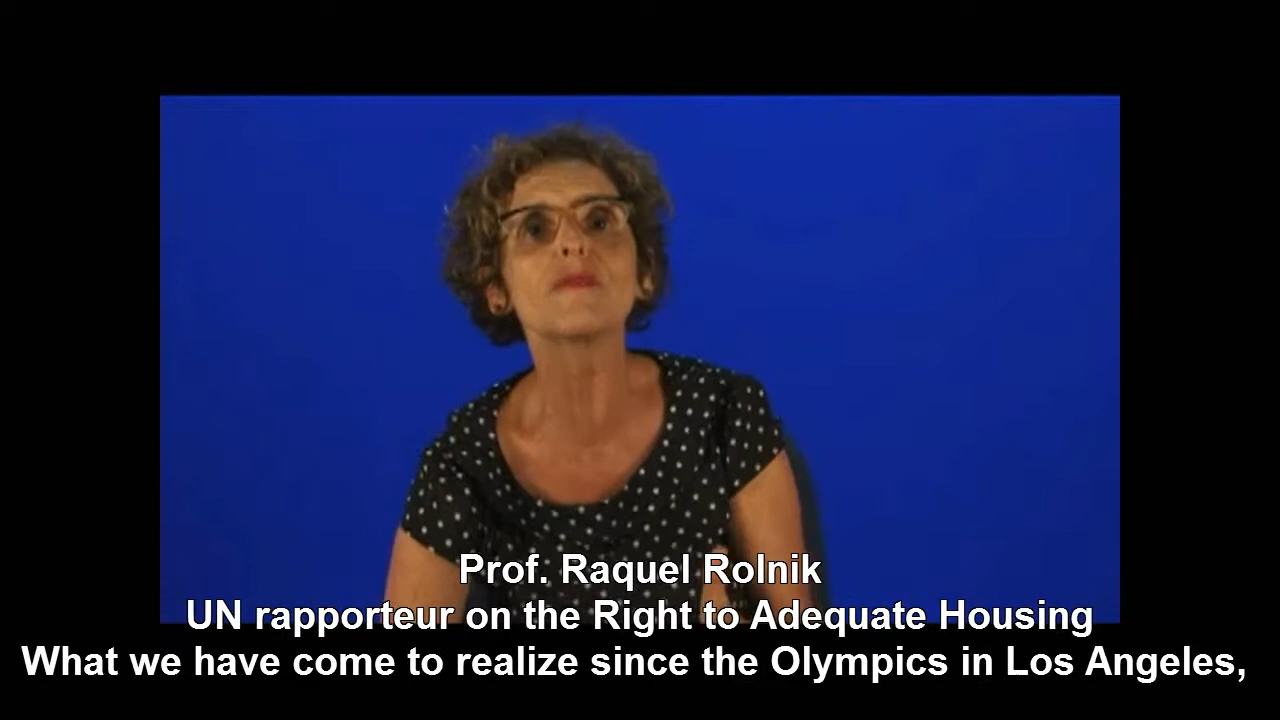 Prof. Raquel Rolnik
UN rapporteur on the Right to Adequate Housing
What we have come to realize since the Olympics in Los Angeles,